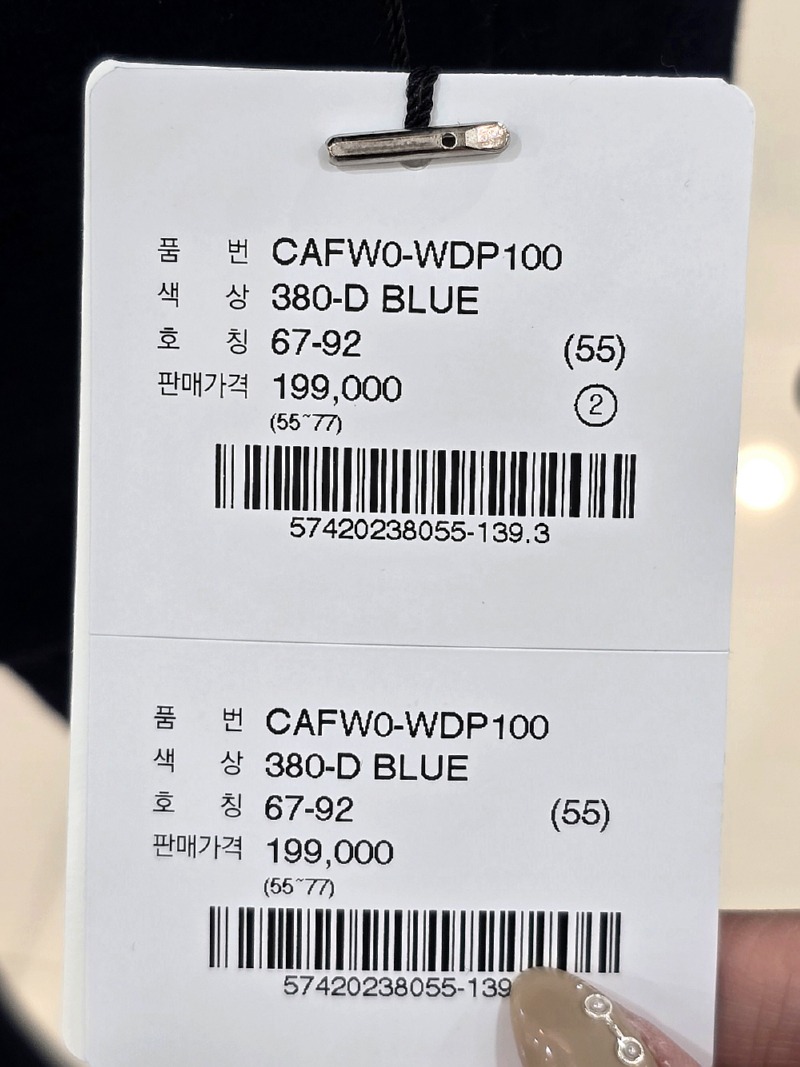 품 번 CAFW0-WDP100
색 상 380-D BLUE
호 칭 67-92 (55)
판매가격 199,000 ②
(55~77)
57420238055-139.3
품 번 CAFW0-WDP100
색 상 380-D BLUE
호 칭 67-92 (55)
판매가격 199,000
(55~77)
57420238055-139